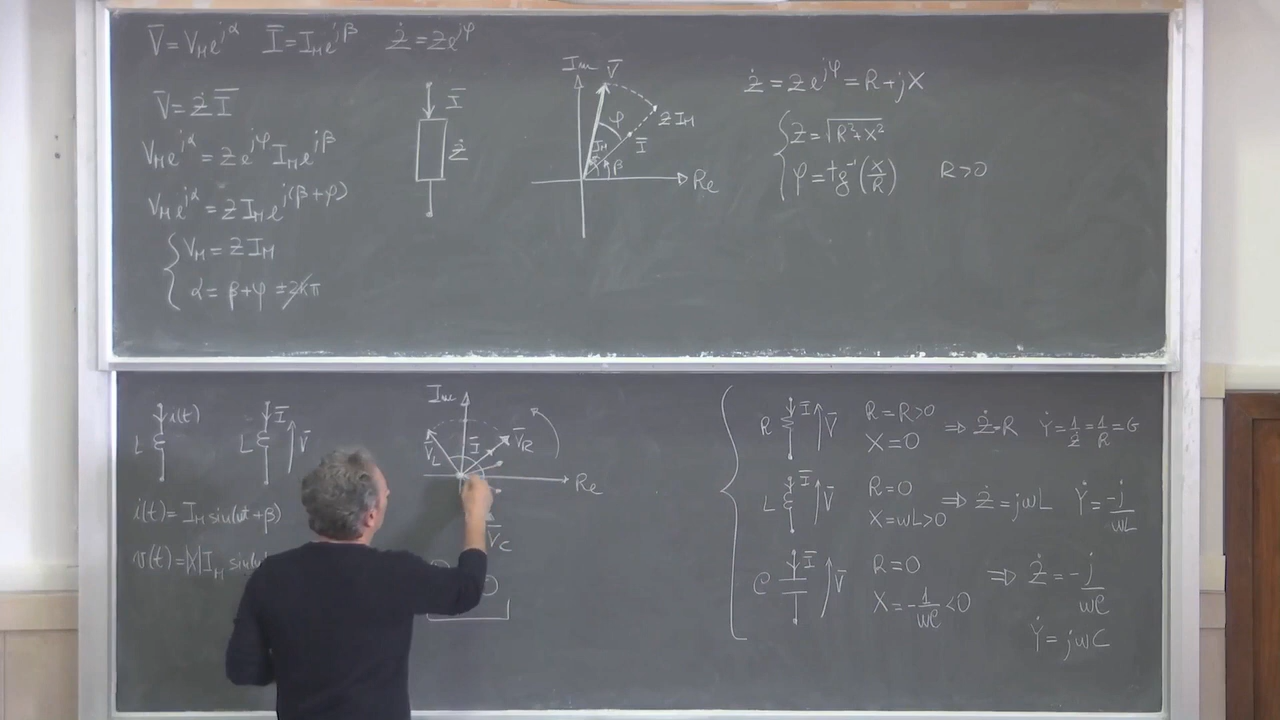 V̅ = V_M e^{jα}   I̅ = I_M e^{jβ}   Ż = Z e^{jφ}
V̅ = Ż I̅
V_M e^{jα} = Z e^{jφ} I_M e^{jβ}
V_M e^{jα} = Z I_M e^{j(β+φ)}
{ V_M = Z I_M
α = β+φ ±2kπ
I̅
Ż
Im V̅
φ
Z I_M
I_M I̅
β
Re
Ż = Z e^{jφ} = R + jX
{ Z = √(R²+X²)
φ = tg⁻¹(X/R)   R>0
L i(t)
L I̅ V̅
i(t) = I_M sin(ωt + β)
v(t) = |X| I_M sin(ω
Im
V̅_L I̅ V̅_R
Re
V̅_C
R I̅ V̅   R = R>0   ⇒ Ż=R   Ẏ = 1/Ż = 1/R = G
X = 0
L I̅ V̅   R = 0   ⇒ Ż = jωL   Ẏ = -j/ωL
X = ωL>0
C I̅ V̅   R = 0   ⇒ Ż = -j/ωC
X = -1/ωC <0
Ẏ = jωC